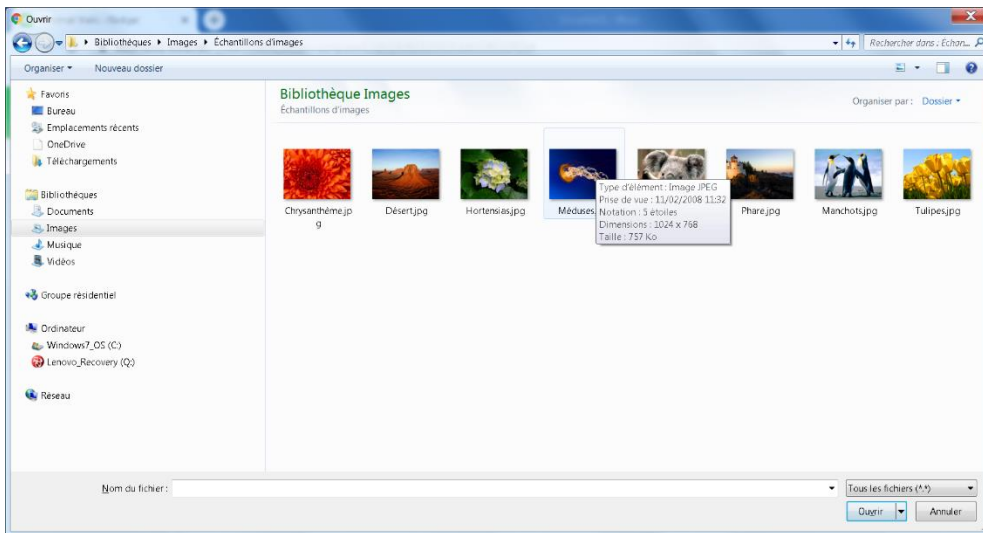 Ouvrir
Bibliothèques ▸ Images ▸ Échantillons d'images
Rechercher dans : Échan...
Organiser
Nouveau dossier
Favoris
Bureau
Emplacements récents
OneDrive
Téléchargements
Bibliothèques
Documents
Images
Musique
Vidéos
Groupe résidentiel
Ordinateur
Windows7_OS (C:)
Lenovo_Recovery (Q:)
Réseau
Bibliothèque Images
Échantillons d'images
Organiser par : Dossier
Chrysanthème.jp
g
Désert.jpg
Hortensias.jpg
Méduses.
Phare.jpg
Manchots.jpg
Tulipes.jpg
Type d'élément : Image JPEG
Prise de vue : 11/02/2008 11:32
Notation : 5 étoiles
Dimensions : 1024 x 768
Taille : 757 Ko
Nom du fichier :
Tous les fichiers (*.*)
Ouvrir
Annuler